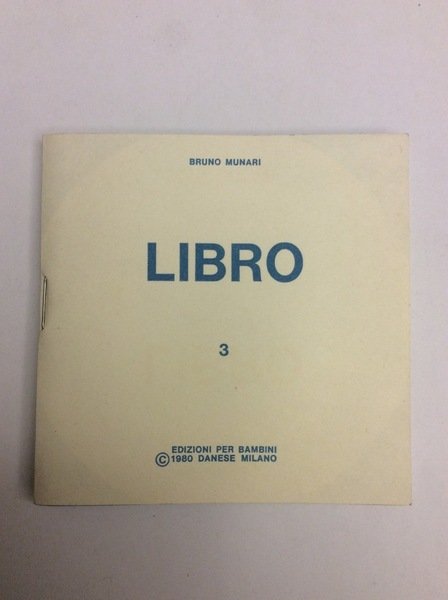 BRUNO MUNARI
LIBRO
3
EDIZIONI PER BAMBINI
© 1980 DANESE MILANO